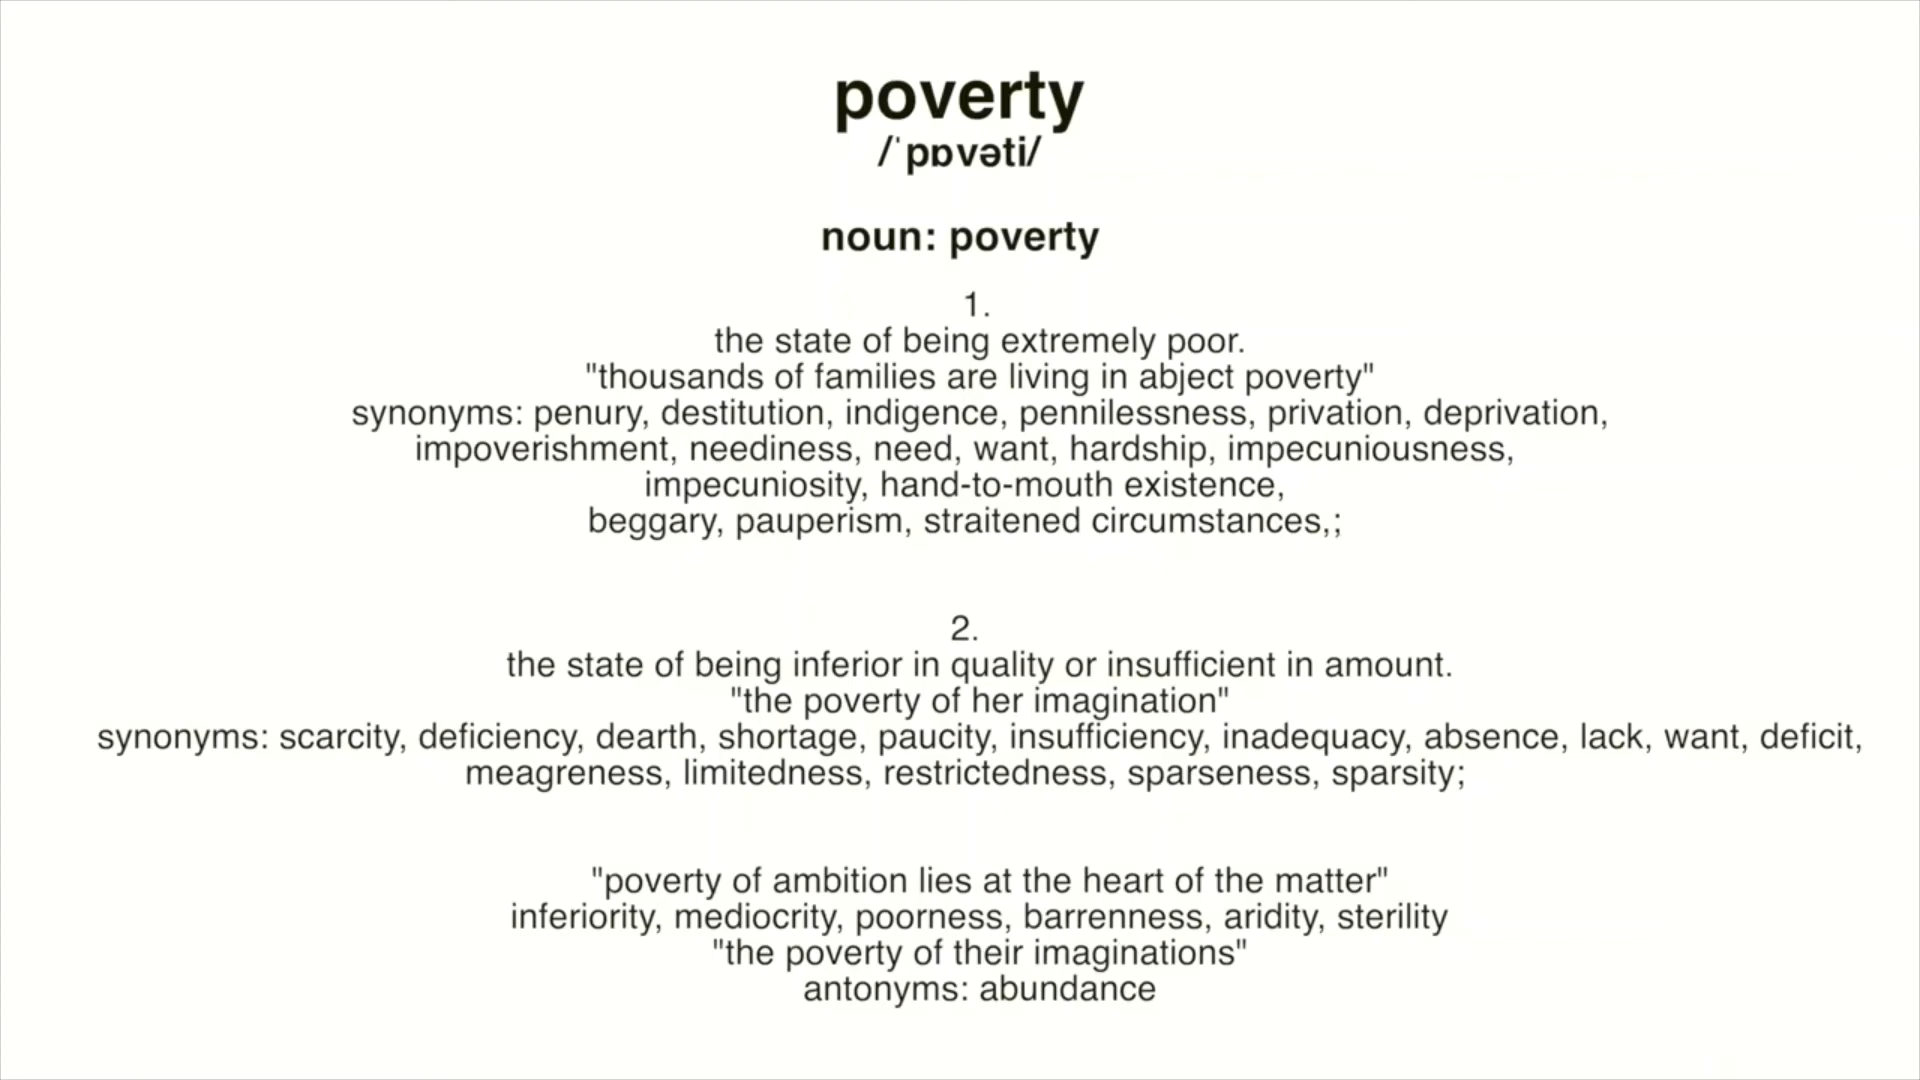 poverty
/ˈpɒvəti/
noun: poverty
1.
the state of being extremely poor.
"thousands of families are living in abject poverty"
synonyms: penury, destitution, indigence, pennilessness, privation, deprivation,
impoverishment, neediness, need, want, hardship, impecuniousness,
impecuniosity, hand-to-mouth existence,
beggary, pauperism, straitened circumstances,;
2.
the state of being inferior in quality or insufficient in amount.
"the poverty of her imagination"
synonyms: scarcity, deficiency, dearth, shortage, paucity, insufficiency, inadequacy, absence, lack, want, deficit,
meagreness, limitedness, restrictedness, sparseness, sparsity;
"poverty of ambition lies at the heart of the matter"
inferiority, mediocrity, poorness, barrenness, aridity, sterility
"the poverty of their imaginations"
antonyms: abundance